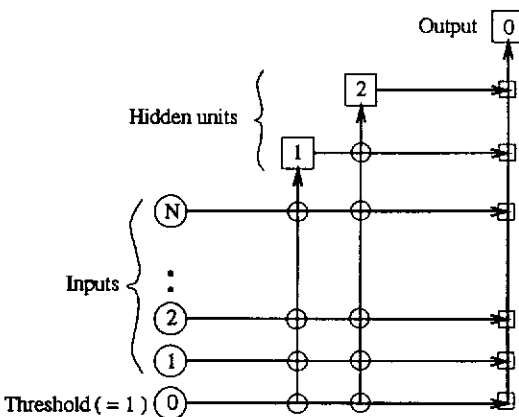 Output 0
2
Hidden units
1
N
Inputs
2
1
Threshold ( = 1 ) 0